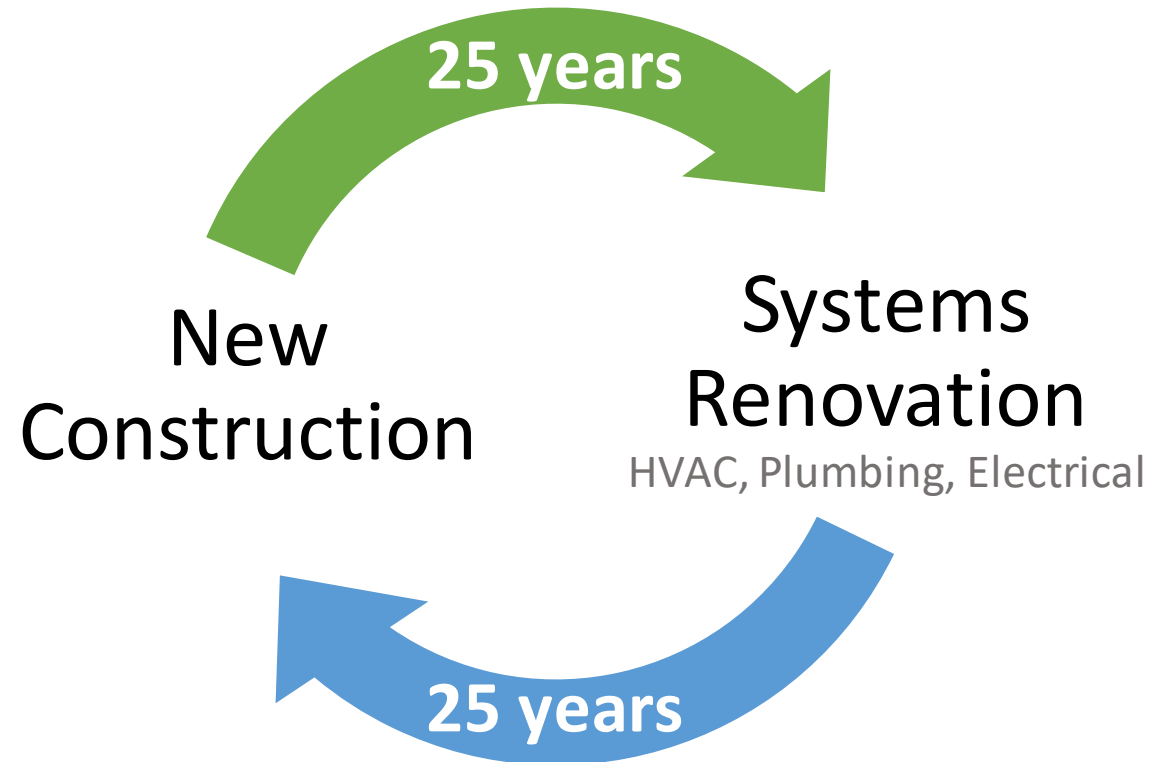 25 years
New
Construction
Systems
Renovation
HVAC, Plumbing, Electrical
25 years